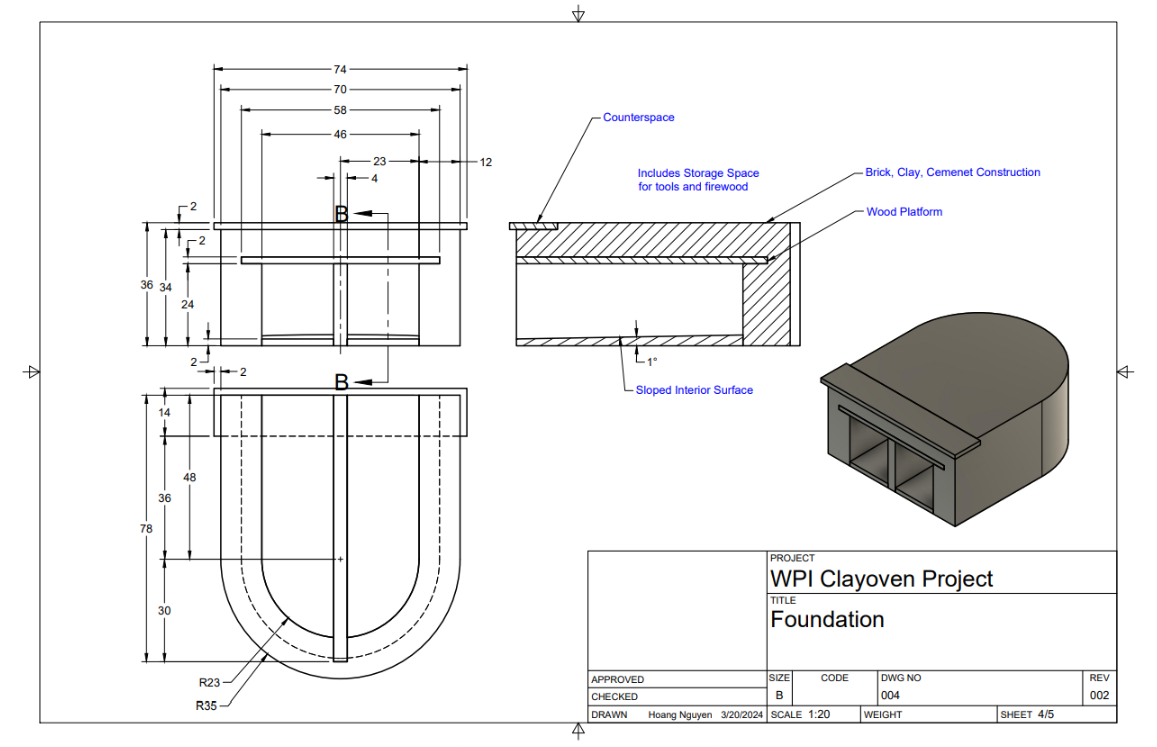 74
70
58
46
23
12
4
B
2
2
36
34
24
2
2
B
14
48
36
78
30
R23
R35
Counterspace
Includes Storage Space
for tools and firewood
Brick, Clay, Cemenet Construction
Wood Platform
1°
Sloped Interior Surface
PROJECT
WPI Clayoven Project
TITLE
Foundation
APPROVED
CHECKED
DRAWN Hoang Nguyen 3/20/2024
SIZE CODE DWG NO REV
B 004 002
SCALE 1:20 WEIGHT SHEET 4/5